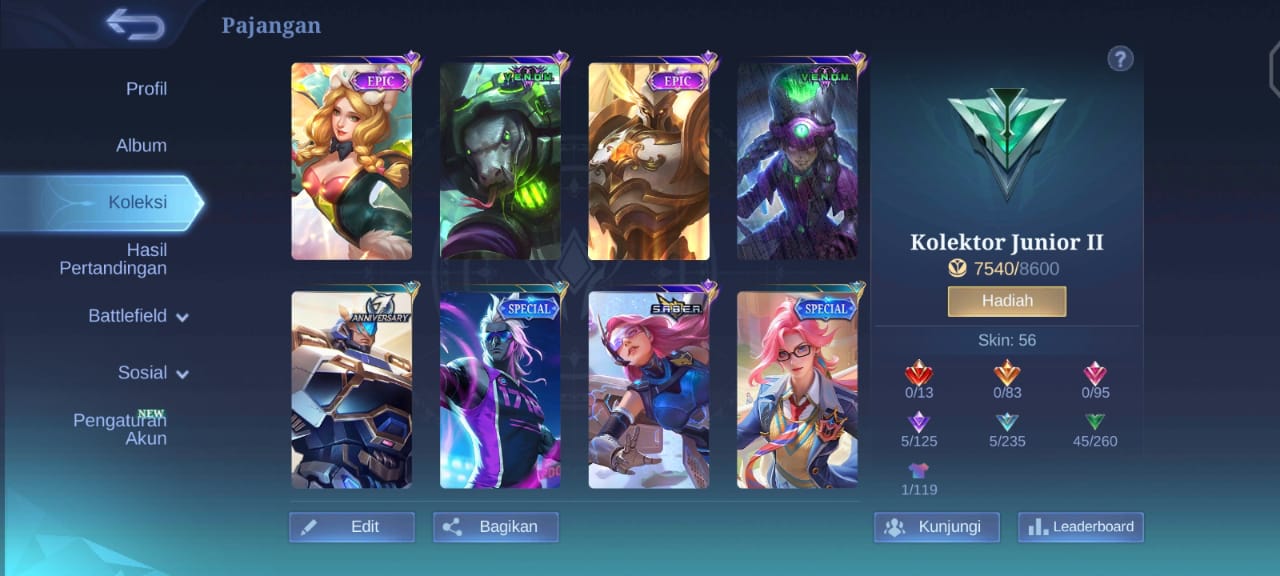 Pajangan
Profil
Album
Koleksi
Hasil
Pertandingan
Battlefield
Sosial
NEW
Pengaturan
Akun
EPIC
V.E.N.O.M.
EPIC
V.E.N.O.M.
ANNIVERSARY
SPECIAL
S.A.B.E.R.
SPECIAL
Edit
Bagikan
?
Kolektor Junior II
7540/8600
Hadiah
Skin: 56
0/13
0/83
0/95
5/125
5/235
45/260
1/119
Kunjungi
Leaderboard